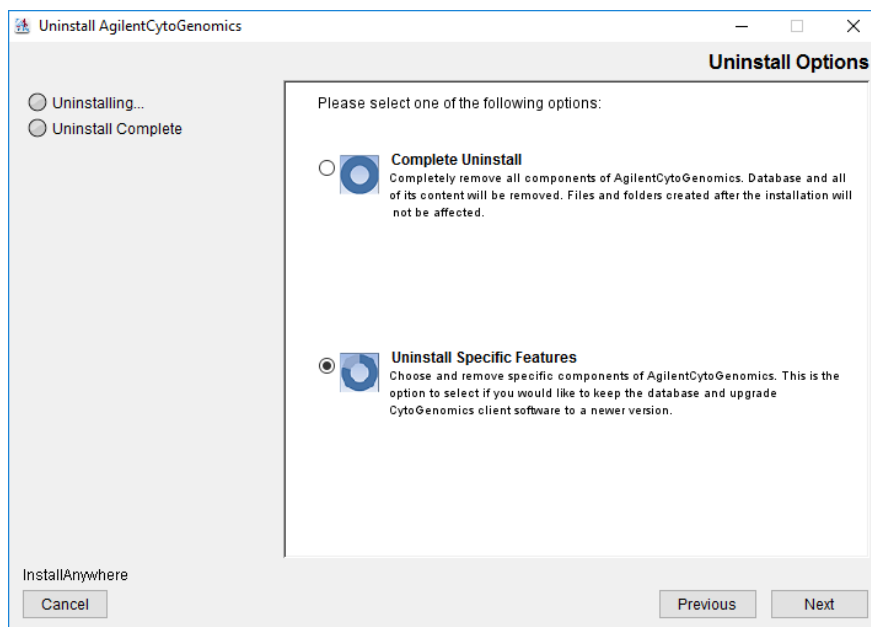 Uninstall AgilentCytoGenomics
Uninstall Options
Uninstalling...
Uninstall Complete
Please select one of the following options:
Complete Uninstall
Completely remove all components of AgilentCytoGenomics. Database and all
of its content will be removed. Files and folders created after the installation will
not be affected.
Uninstall Specific Features
Choose and remove specific components of AgilentCytoGenomics. This is the
option to select if you would like to keep the database and upgrade
CytoGenomics client software to a newer version.
InstallAnywhere
Cancel
Previous
Next